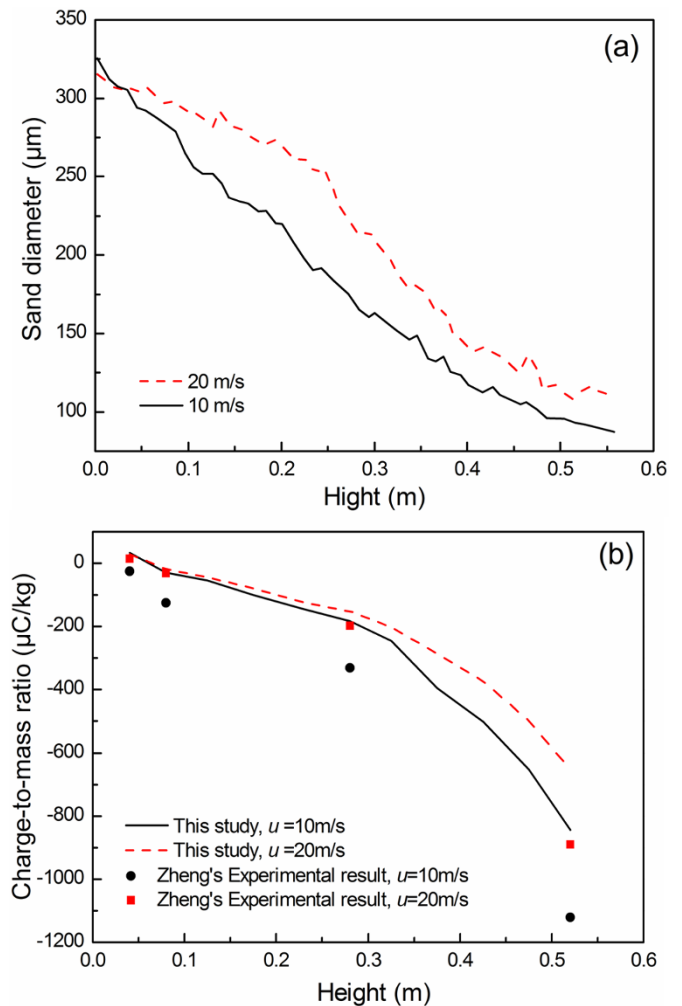 (a)
350
300
250
200
150
100
Sand diameter (µm)
20 m/s
10 m/s
0.0 0.1 0.2 0.3 0.4 0.5 0.6
Hight (m)
(b)
0
-200
-400
-600
-800
-1000
-1200
Charge-to-mass ratio (µC/kg)
This study, u =10m/s
This study, u =20m/s
Zheng's Experimental result, u=10m/s
Zheng's Experimental result, u=20m/s
0.0 0.1 0.2 0.3 0.4 0.5 0.6
Height (m)